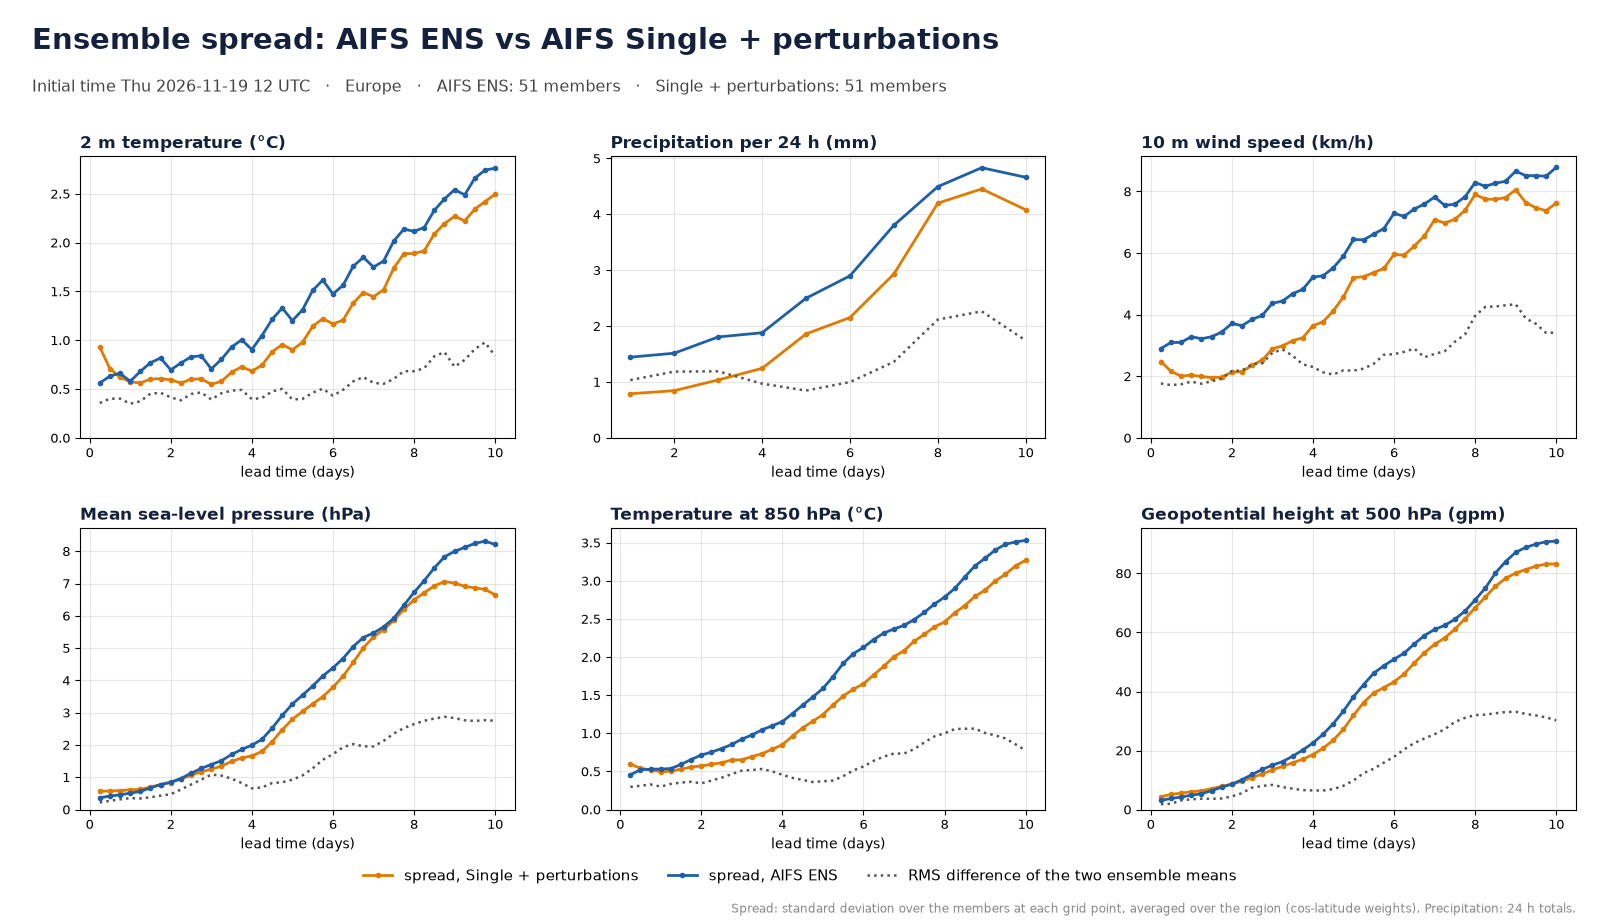 Ensemble spread: AIFS ENS vs AIFS Single + perturbations
Initial time Thu 2026-11-19 12 UTC · Europe · AIFS ENS: 51 members · Single + perturbations: 51 members
2 m temperature (°C)
2.5
2.0
1.5
1.0
0.5
0.0
0 2 4 6 8 10
lead time (days)
Precipitation per 24 h (mm)
5
4
3
2
1
0
2 4 6 8 10
lead time (days)
10 m wind speed (km/h)
8
6
4
2
0
0 2 4 6 8 10
lead time (days)
Mean sea-level pressure (hPa)
8
7
6
5
4
3
2
1
0
0 2 4 6 8 10
lead time (days)
Temperature at 850 hPa (°C)
3.5
3.0
2.5
2.0
1.5
1.0
0.5
0.0
0 2 4 6 8 10
lead time (days)
Geopotential height at 500 hPa (gpm)
80
60
40
20
0
0 2 4 6 8 10
lead time (days)
spread, Single + perturbations spread, AIFS ENS RMS difference of the two ensemble means
Spread: standard deviation over the members at each grid point, averaged over the region (cos-latitude weights). Precipitation: 24 h totals.